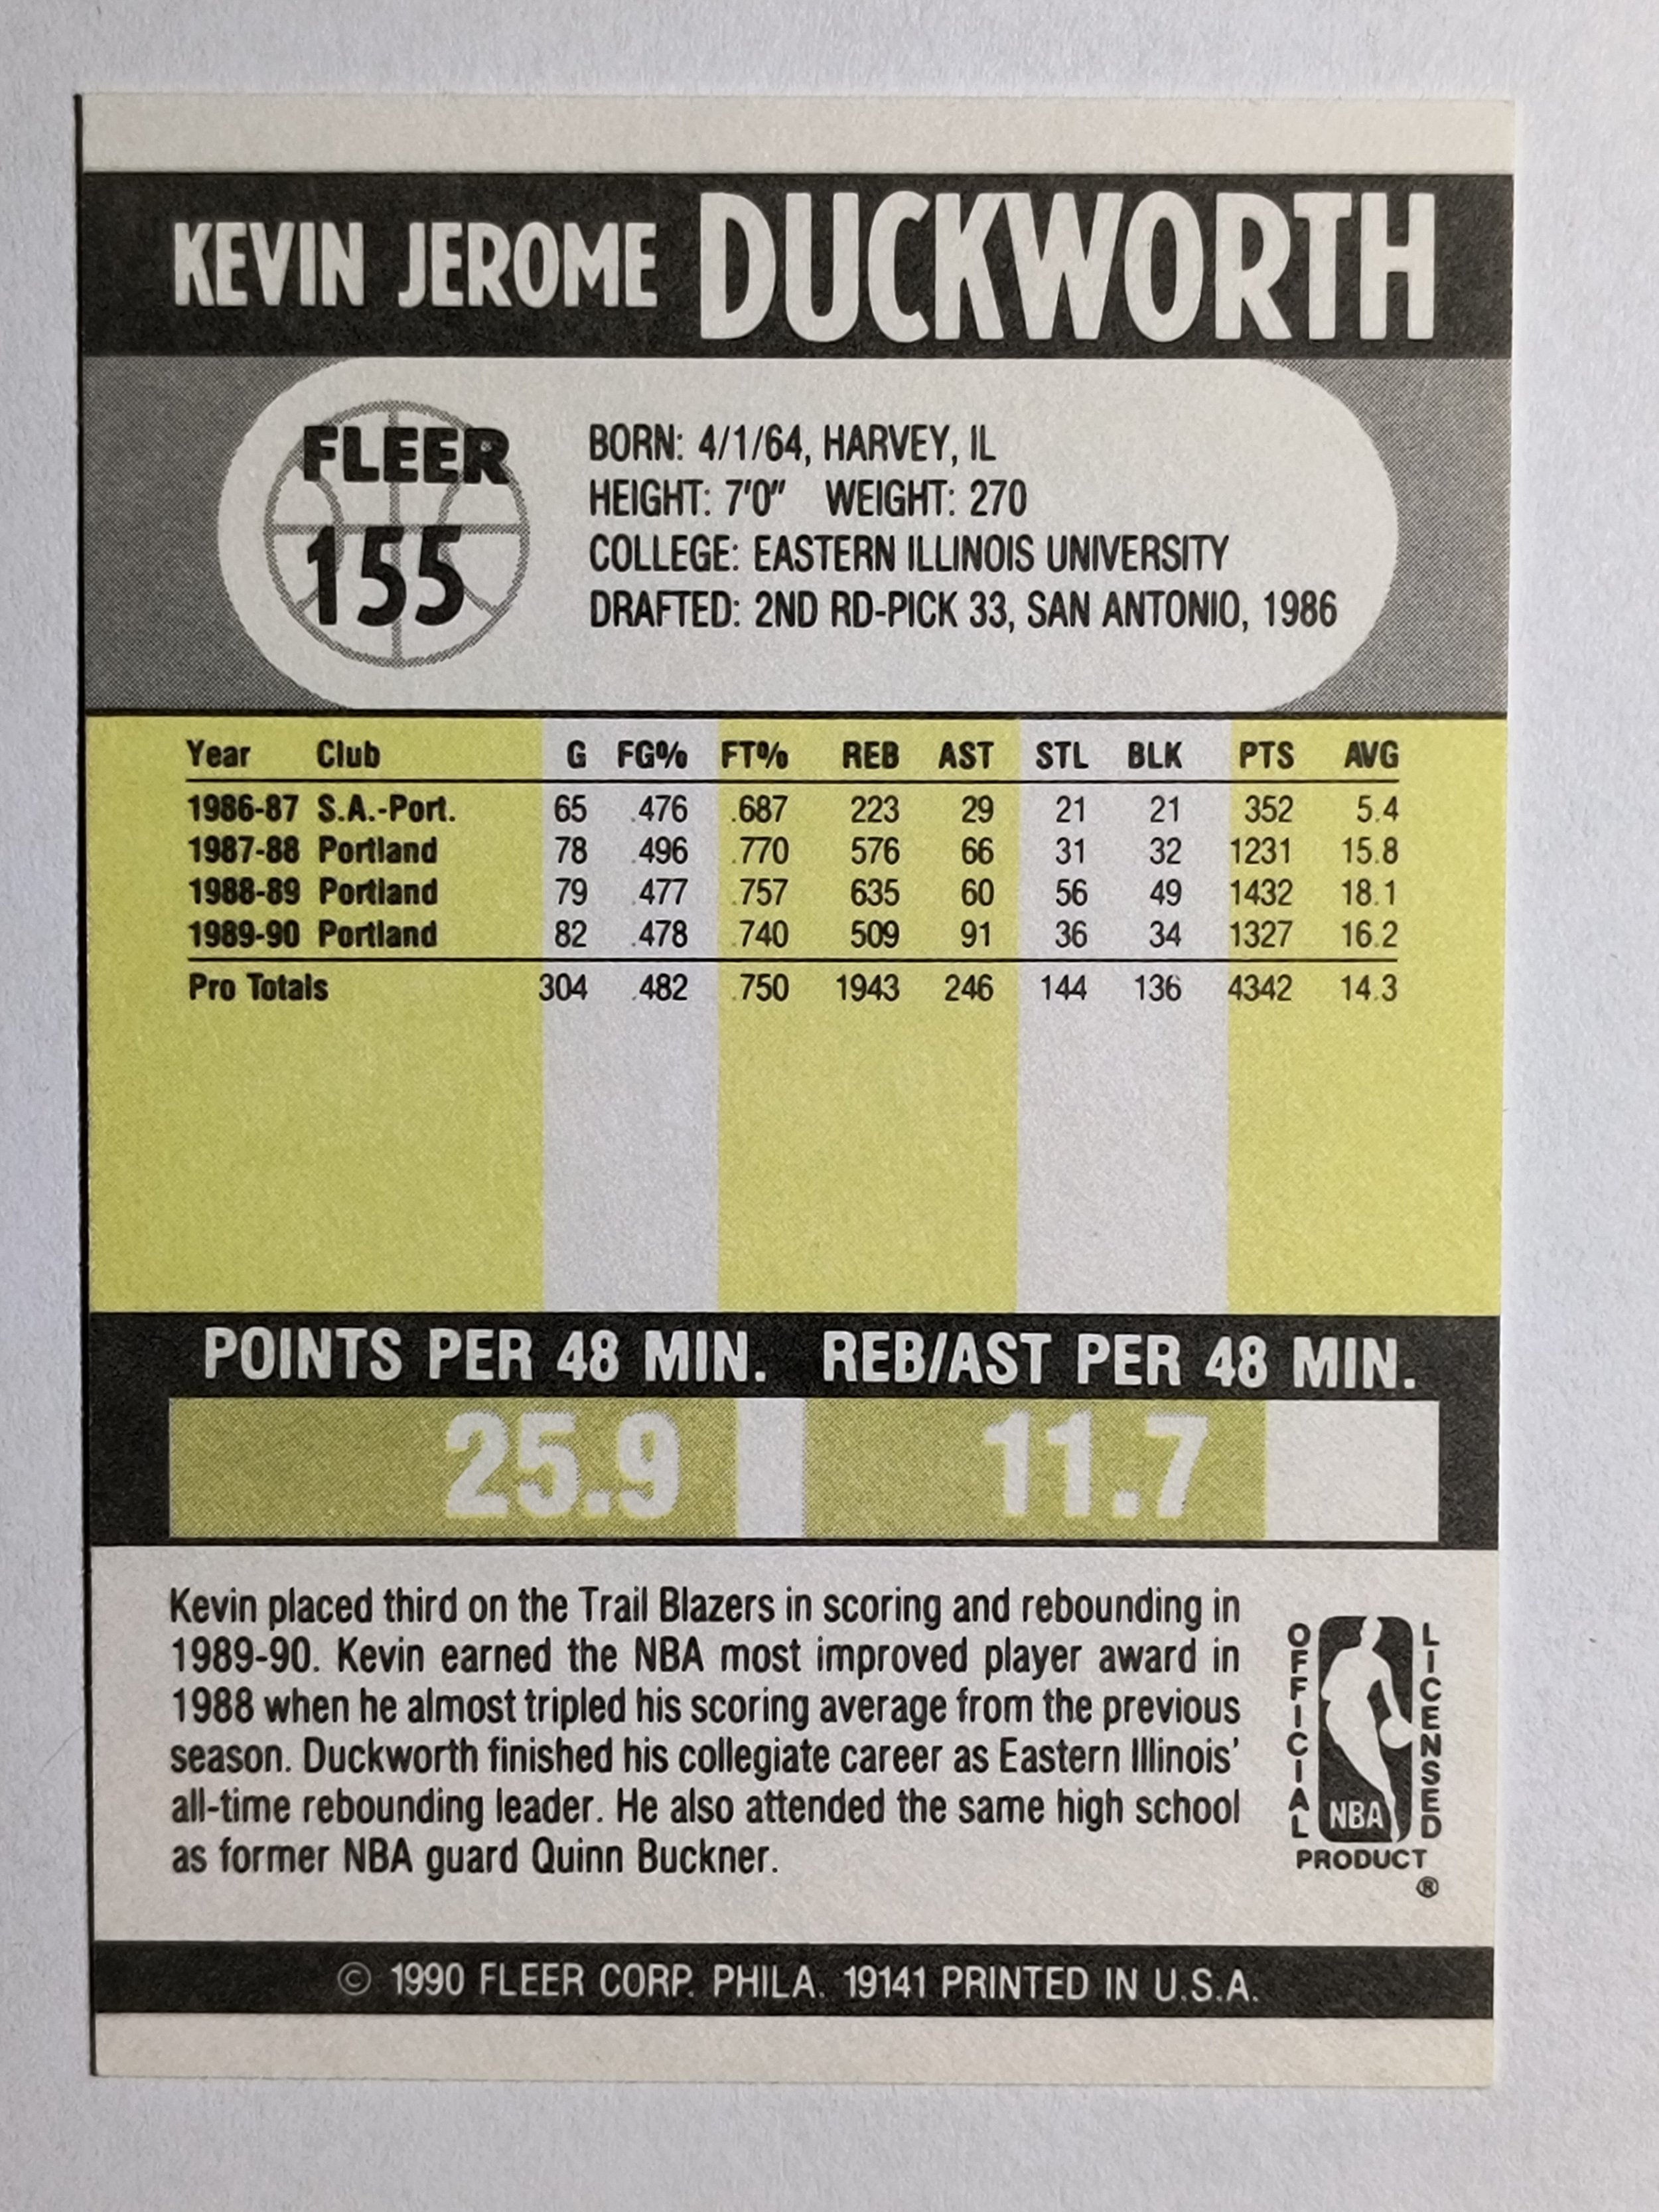 KEVIN JEROME DUCKWORTH
FLEER
155
BORN: 4/1/64, HARVEY, IL
HEIGHT: 7'0" WEIGHT: 270
COLLEGE: EASTERN ILLINOIS UNIVERSITY
DRAFTED: 2ND RD-PICK 33, SAN ANTONIO, 1986
Year Club G FG% FT% REB AST STL BLK PTS AVG
1986-87 S.A.-Port. 65 .476 .687 223 29 21 21 352 5.4
1987-88 Portland 78 .496 .770 576 66 31 32 1231 15.8
1988-89 Portland 79 .477 .757 635 60 56 49 1432 18.1
1989-90 Portland 82 .478 .740 509 91 36 34 1327 16.2
Pro Totals 304 .482 .750 1943 246 144 136 4342 14.3
POINTS PER 48 MIN. REB/AST PER 48 MIN.
25.9 11.7
Kevin placed third on the Trail Blazers in scoring and rebounding in
1989-90. Kevin earned the NBA most improved player award in
1988 when he almost tripled his scoring average from the previous
season. Duckworth finished his collegiate career as Eastern Illinois'
all-time rebounding leader. He also attended the same high school
as former NBA guard Quinn Buckner.
OFFICIAL
LICENSED
NBA
PRODUCT
®
© 1990 FLEER CORP. PHILA. 19141 PRINTED IN U.S.A.